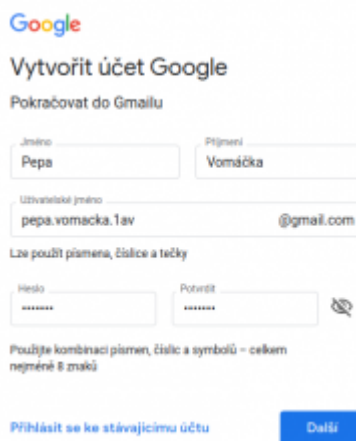 Google
Vytvořit účet Google
Pokračovat do Gmailu
Jméno Příjmení
Pepa Vomáčka
Uživatelské jméno
pepa.vomacka.1av @gmail.com
Lze použít písmena, číslice a tečky
Heslo Potvrdit
•••••••• ••••••••
Použijte kombinaci písmen, číslic a symbolů – celkem
nejméně 8 znaků
Přihlásit se ke stávajícímu účtu Další